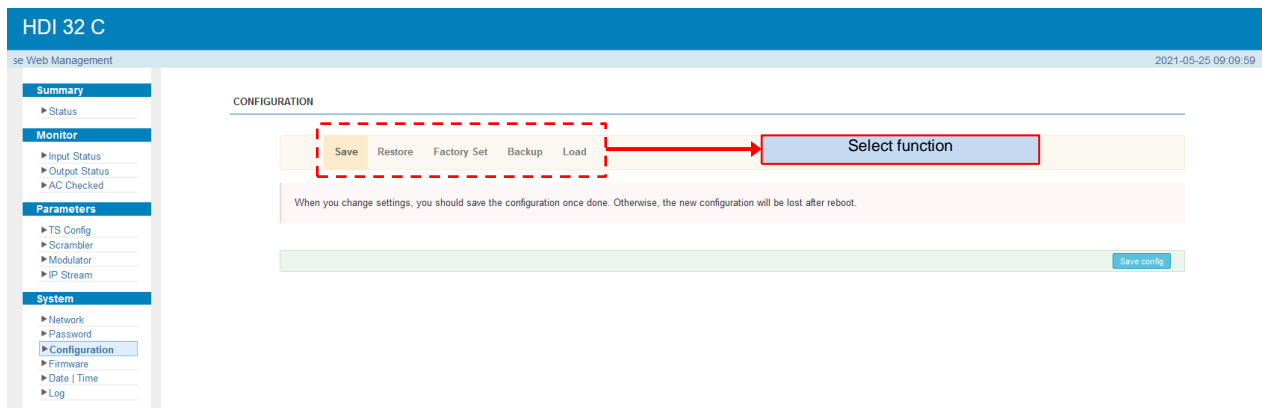 HDI 32 C
se Web Management 2021-05-25 09:09:59
Summary
Status
Monitor
Input Status
Output Status
AC Checked
Parameters
TS Config
Scrambler
Modulator
IP Stream
System
Network
Password
Configuration
Firmware
Date | Time
Log
CONFIGURATION
Save Restore Factory Set Backup Load
Select function
When you change settings, you should save the configuration once done. Otherwise, the new configuration will be lost after reboot.
Save config